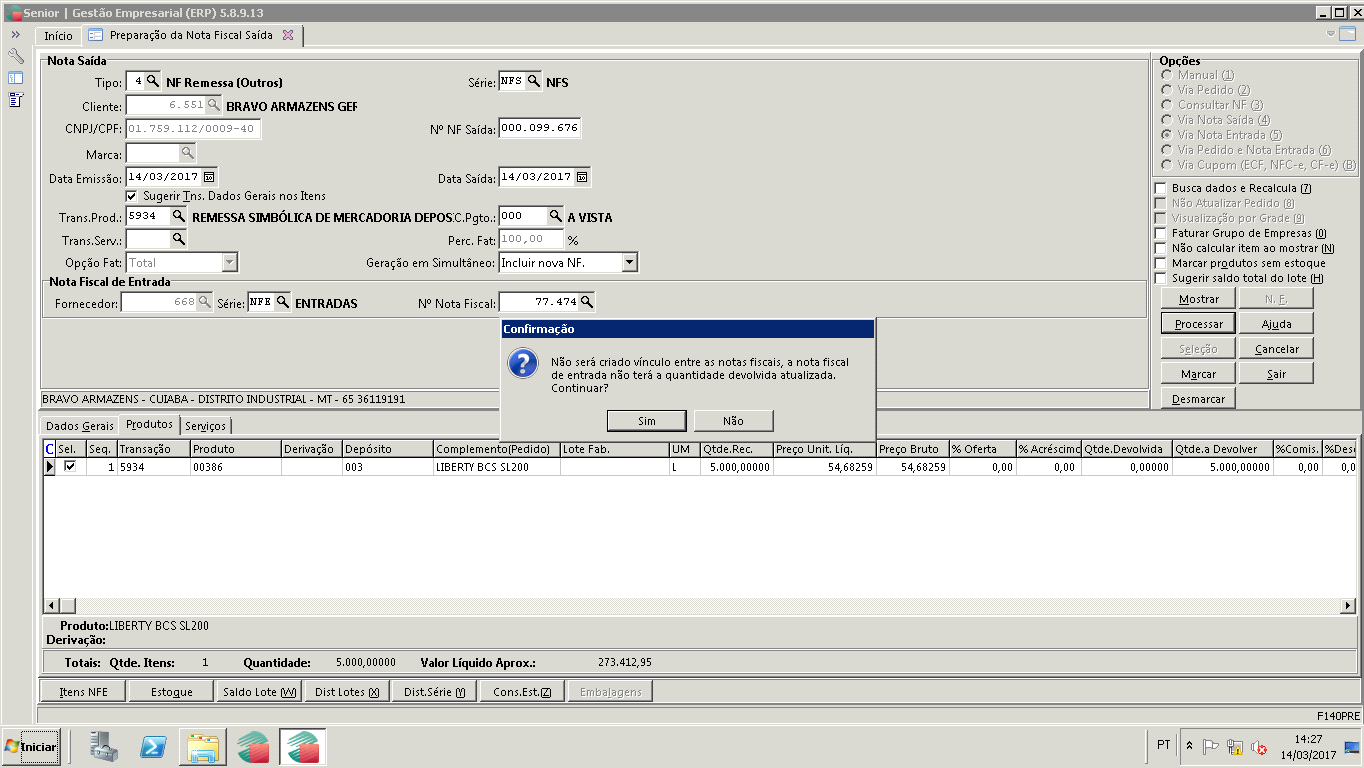 Senior | Gestão Empresarial (ERP) 5.8.9.13
Início
Preparação da Nota Fiscal Saída
Nota Saída
Tipo: 4 NF Remessa (Outros)
Série: NFS NFS
Cliente: 6.551 BRAVO ARMAZENS GER
CNPJ/CPF: 01.759.112/0009-40
Nº NF Saída: 000.099.676
Marca:
Data Emissão: 14/03/2017
Data Saída: 14/03/2017
Sugerir Tns. Dados Gerais nos Itens
Trans.Prod.: 5934 REMESSA SIMBÓLICA DE MERCADORIA DEPOS
C.Pgto.: 000 A VISTA
Trans.Serv.:
Perc. Fat: 100,00 %
Opção Fat: Total
Geração em Simultâneo: Incluir nova NF.
Nota Fiscal de Entrada
Fornecedor: 668 Série: NFE ENTRADAS
Nº Nota Fiscal: 77.474
BRAVO ARMAZENS - CUIABA - DISTRITO INDUSTRIAL - MT - 65 36119191
Opções
Manual (1)
Via Pedido (2)
Consultar NF (3)
Via Nota Saída (4)
Via Nota Entrada (5)
Via Pedido e Nota Entrada (6)
Via Cupom (ECF, NFC-e, CF-e) (B)
Busca dados e Recalcula (7)
Não Atualizar Pedido (8)
Visualização por Grade (9)
Faturar Grupo de Empresas (0)
Não calcular item ao mostrar (N)
Marcar produtos sem estoque
Sugerir saldo total do lote (H)
Mostrar N. F.
Processar Ajuda
Seleção Cancelar
Marcar Sair
Desmarcar
Confirmação
Não será criado vínculo entre as notas fiscais, a nota fiscal
de entrada não terá a quantidade devolvida atualizada.
Continuar?
Sim Não
Dados Gerais Produtos Serviços
C Sel. Seq. Transação Produto Derivação Depósito Complemento(Pedido) Lote Fab. UM Qtde.Rec. Preço Unit. Líq. Preço Bruto % Oferta % Acréscimo Qtde.Devolvida Qtde.a Devolver %Comis. %Desc
1 5934 00386 003 LIBERTY BCS SL200 L 5.000,00000 54,68259 54,68259 0,00 0,00 0,00000 5.000,00000 0,00 0,0
Produto:LIBERTY BCS SL200
Derivação:
Totais: Qtde. Itens: 1 Quantidade: 5.000,00000 Valor Líquido Aprox.: 273.412,95
Itens NFE Estoque Saldo Lote (W) Dist Lotes (X) Dist.Série (Y) Cons.Est.(Z) Embalagens
F140PRE
Iniciar
PT
14:27
14/03/2017